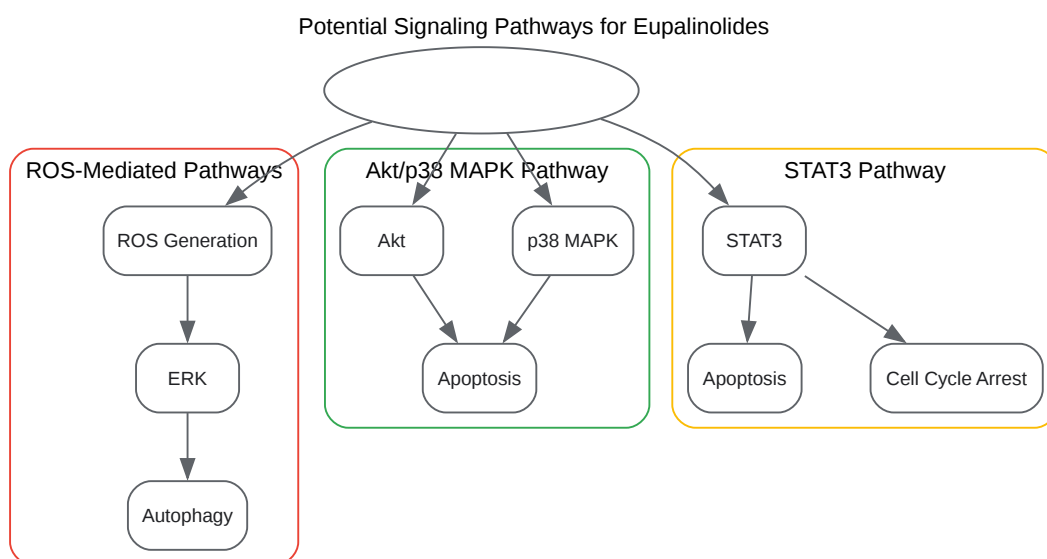 Potential Signaling Pathways for Eupalinolides
ROS-Mediated Pathways
Akt/p38 MAPK Pathway
STAT3 Pathway
ROS Generation
Akt
p38 MAPK
STAT3
ERK
Apoptosis
Apoptosis
Cell Cycle Arrest
Autophagy